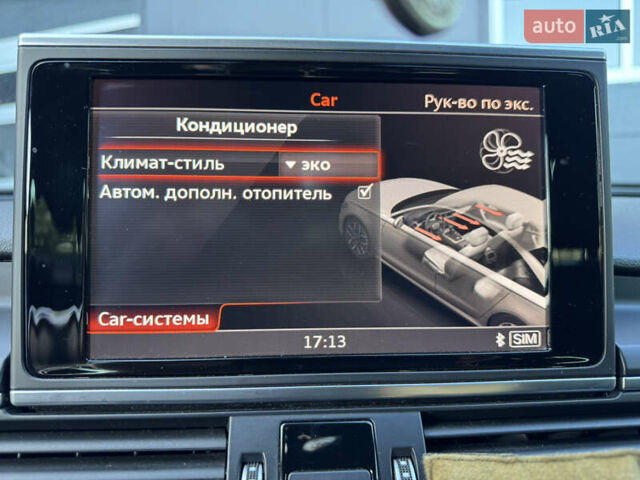 auto RIA
Car
Рук-во по экс.
Кондиционер
Климат-стиль эко
Автом. дополн. отопитель
Car-системы
17:13
SIM